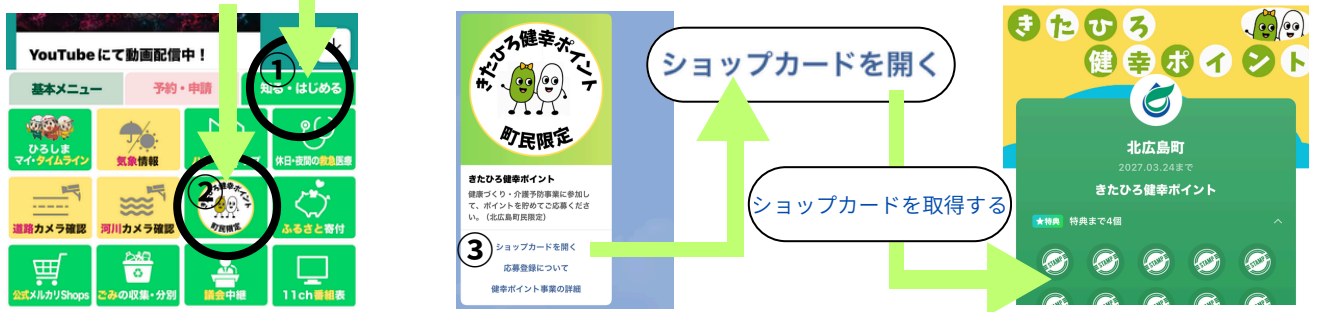 YouTubeにて動画配信中！
①
基本メニュー
予約・申請
知る・はじめる
ひろしま
マイ・タイムライン
気象情報
休日・夜間の救急医療
②
きたひろ健幸ポイント
町民限定
道路カメラ確認
河川カメラ確認
ふるさと寄付
公式メルカリShops
ごみの収集・分別
議会中継
11ch番組表
きたひろ健幸ポイント
町民限定
きたひろ健幸ポイント
健康づくり・介護予防事業に参加し
て、ポイントを貯めてご応募くださ
い。（北広島町民限定）
③
ショップカードを開く
応募登録について
健幸ポイント事業の詳細
ショップカードを開く
ショップカードを取得する
きたひろ
健幸ポイント
北広島町
2027.03.24まで
きたひろ健幸ポイント
★特典 特典まで4個